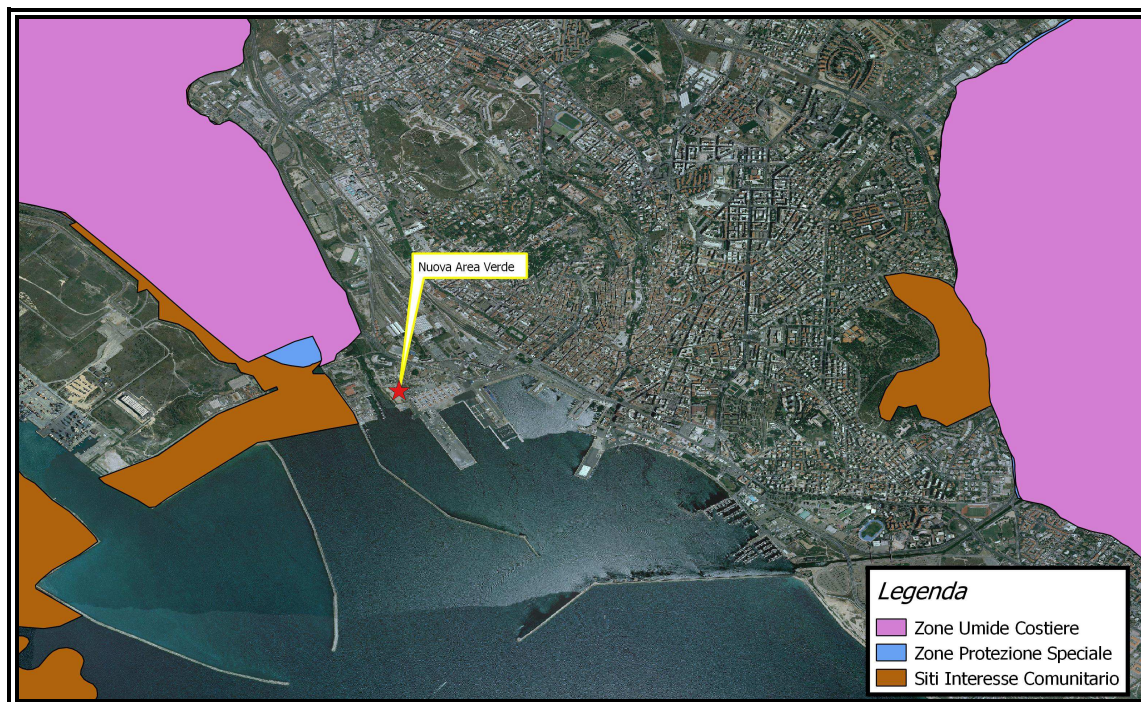 Nuova Area Verde
Legenda
Zone Umide Costiere
Zone Protezione Speciale
Siti Interesse Comunitario